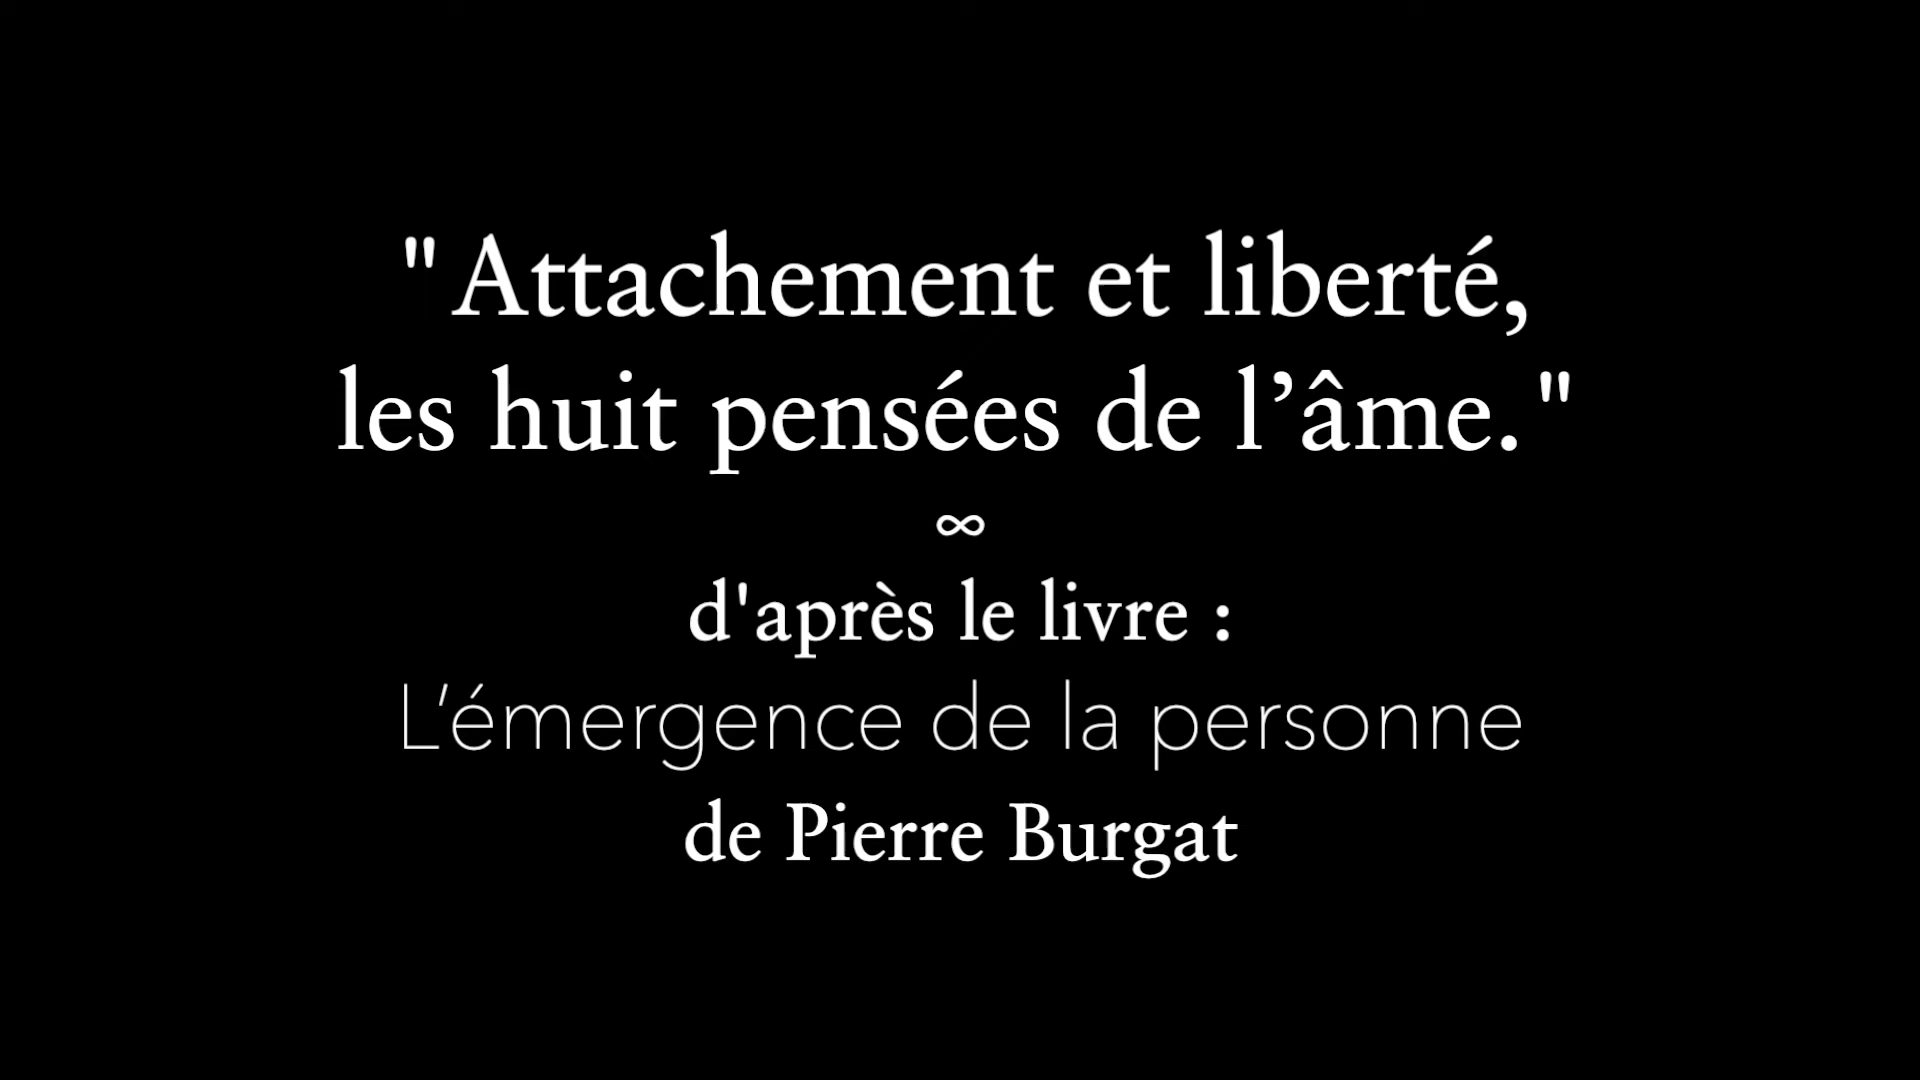 "Attachement et liberté,
les huit pensées de l’âme."
∞
d'après le livre :
L’émergence de la personne
de Pierre Burgat